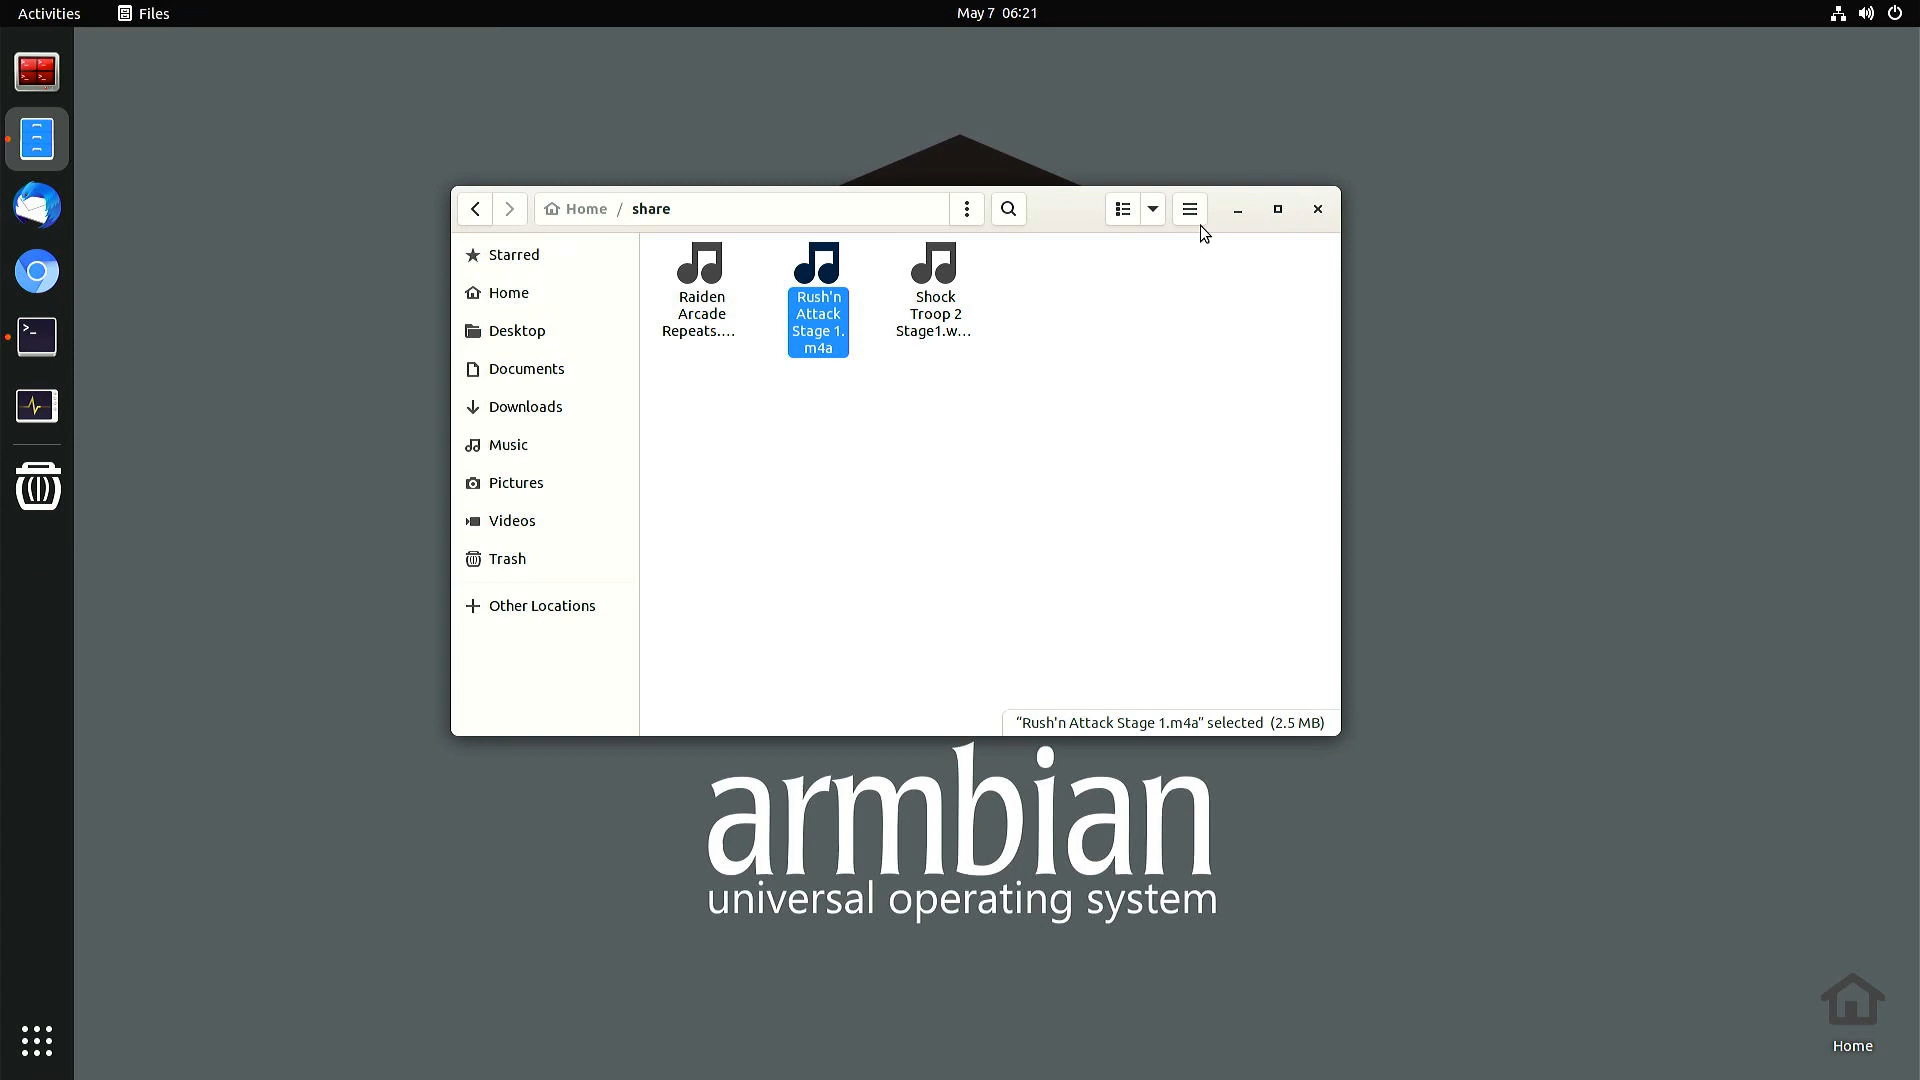 Activities
Files
May 7 06:21
Home / share
Starred
Home
Desktop
Documents
Downloads
Music
Pictures
Videos
Trash
Other Locations
Raiden
Arcade
Repeats....
Rush'n
Attack
Stage 1.
m4a
Shock
Troop 2
Stage1.w...
“Rush'n Attack Stage 1.m4a” selected (2.5 MB)
armbian
universal operating system
Home